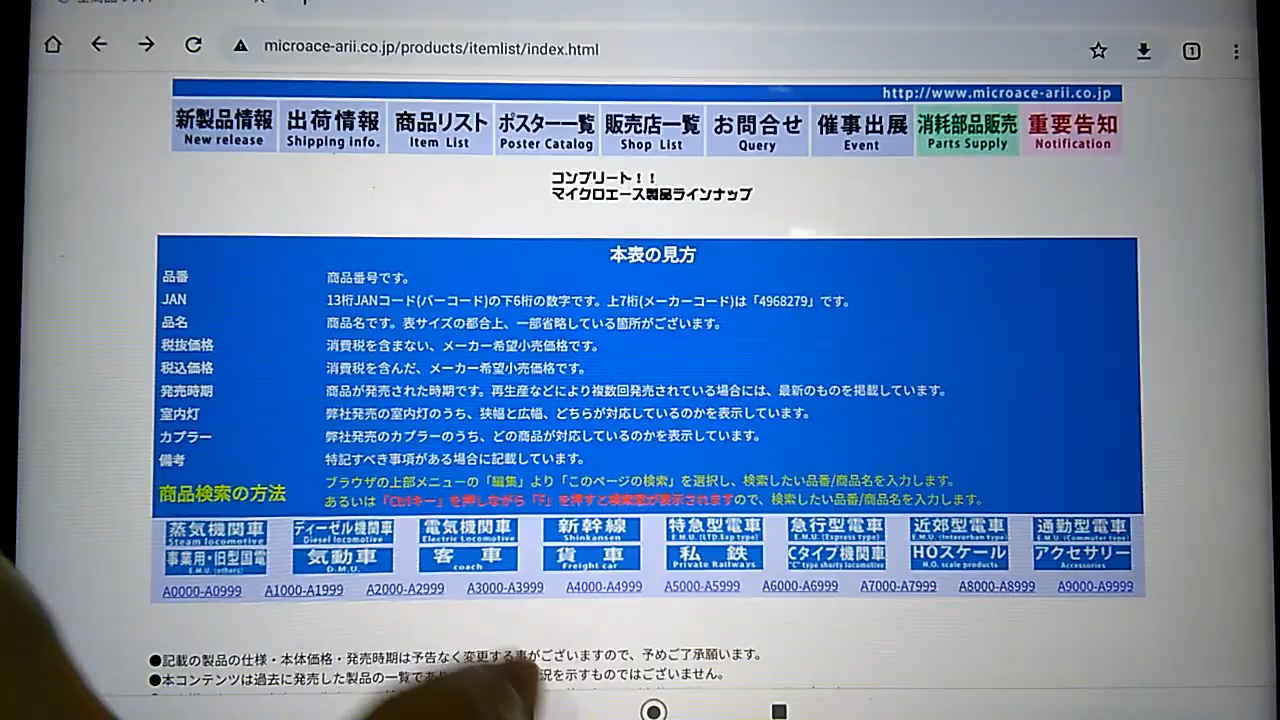 microace-arii.co.jp/products/itemlist/index.html
http://www.microace-arii.co.jp
新製品情報 出荷情報 商品リスト ポスター一覧 販売店一覧 お問合せ 催事出展 消耗部品販売 重要告知
New release Shipping info. Item List Poster Catalog Shop List Query Event Parts Supply Notification
コンプリート！！
マイクロエース製品ラインナップ
本表の見方
品番 商品番号です。
JAN 13桁JANコード(バーコード)の下6桁の数字です。上7桁(メーカーコード)は「4968279」です。
品名 商品名です。表サイズの都合上、一部省略している箇所がございます。
税抜価格 消費税を含まない、メーカー希望小売価格です。
税込価格 消費税を含んだ、メーカー希望小売価格です。
発売時期 商品が発売された時期です。再生産などにより複数回発売されている場合には、最新のものを掲載しています。
室内灯 弊社発売の室内灯のうち、狭幅と広幅、どちらが対応しているのかを表示しています。
カプラー 弊社発売のカプラーのうち、どの商品が対応しているのかを表示しています。
備考 特記すべき事項がある場合に記載しています。
商品検索の方法 ブラウザの上部メニューの「編集」より「このページの検索」を選択し、検索したい品番/商品名を入力します。
あるいは「Ctrlキー」を押しながら「F」を押すと検索窓が表示されますので、検索したい品番/商品名を入力します。
蒸気機関車 ディーゼル機関車 電気機関車 新幹線 特急型電車 急行型電車 近郊型電車 通勤型電車
Steam locomotive Diesel locomotive Electric Locomotive Shinkansen E.M.U.(LTD.Exp type) E.M.U.(Express type) E.M.U.(Interurban type) E.M.U.(Commuter type)
事業用・旧型国電 気動車 客車 貨車 私鉄 Cタイプ機関車 HOスケール アクセサリー
E.M.U.(others) D.M.U. coach Freight car Private Railways "C" type shorty locomotive H.O. scale products Accessories
A0000-A0999 A1000-A1999 A2000-A2999 A3000-A3999 A4000-A4999 A5000-A5999 A6000-A6999 A7000-A7999 A8000-A8999 A9000-A9999
●記載の製品の仕様・本体価格・発売時期は予告なく変更する事がございますので、予めご了承願います。
●本コンテンツは過去に発売した製品の一覧であり 況を示すものではございません。